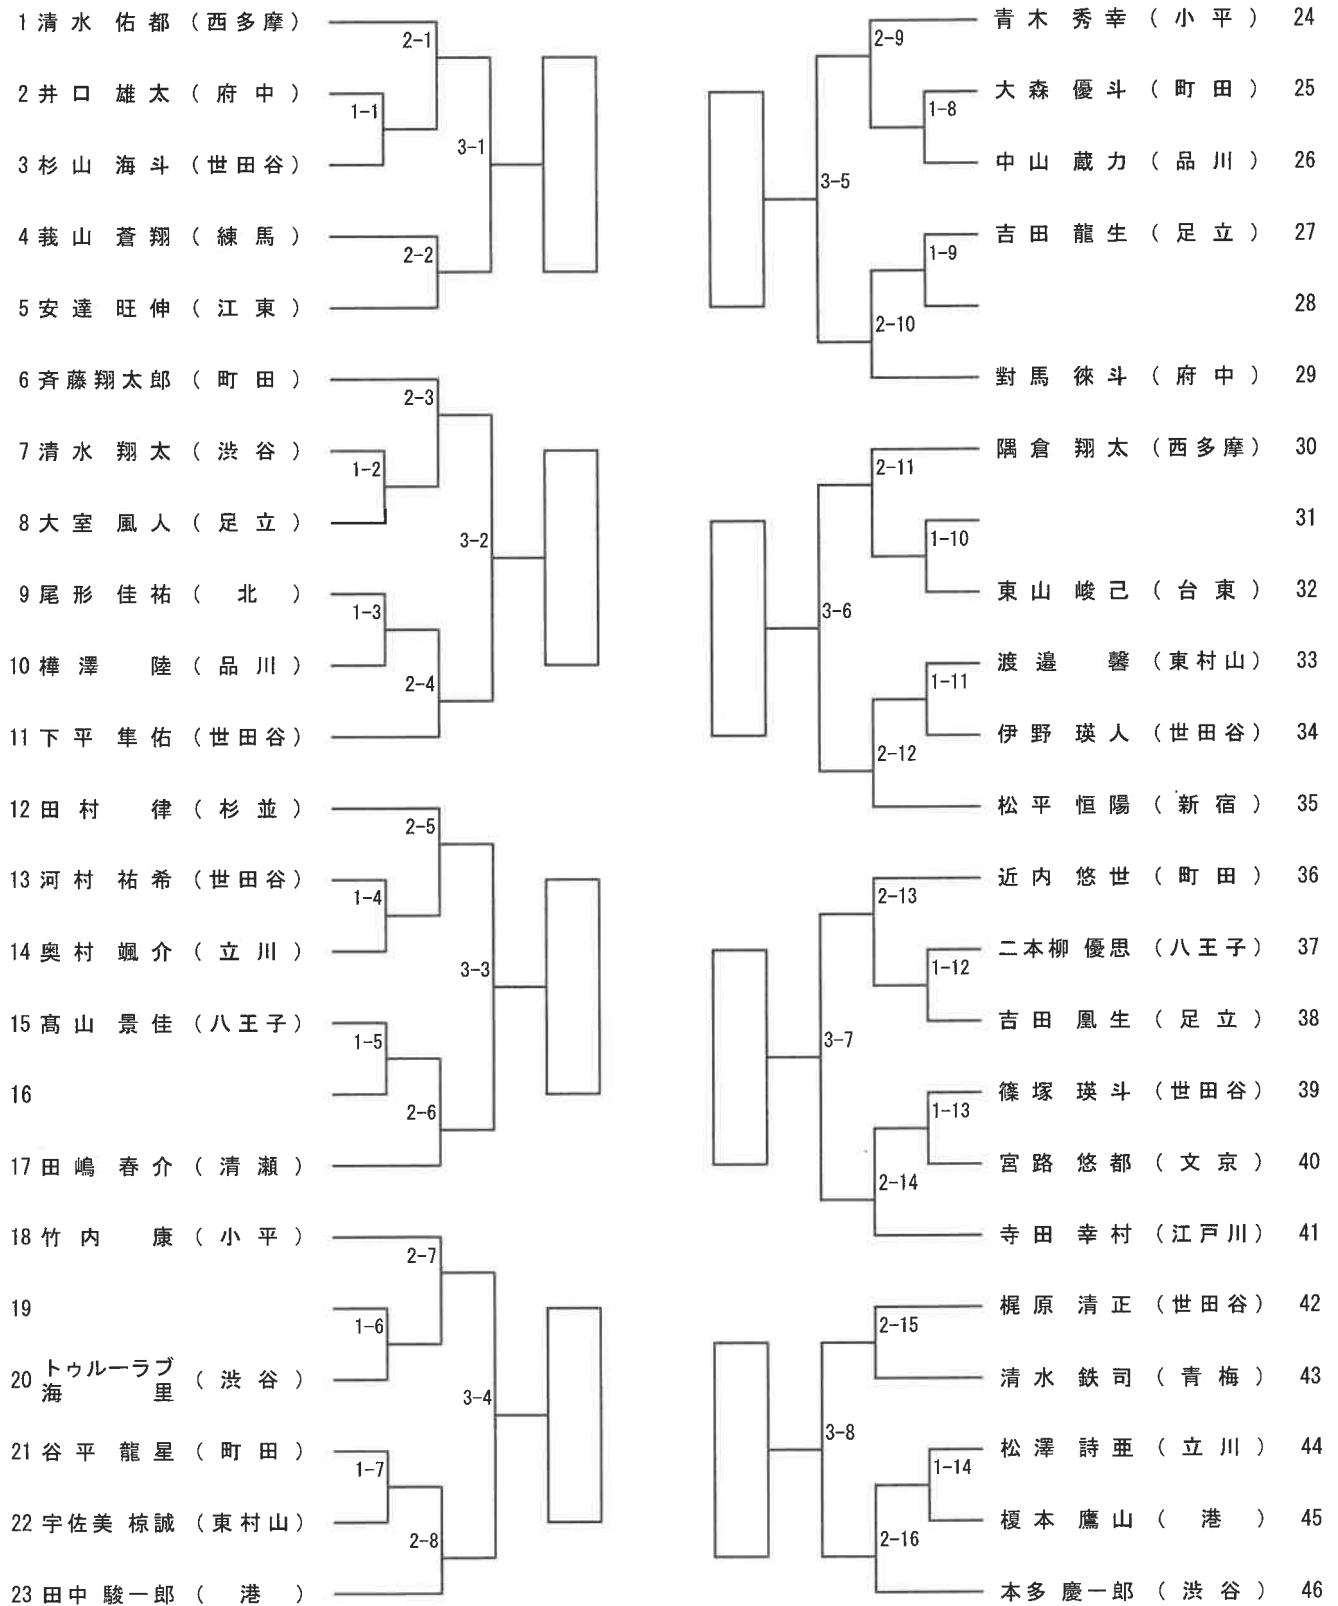 1 清水 佑都 (西多摩)
2-1
2 井口 雄太 (府中)
1-1
3-1
3 杉山 海斗 (世田谷)
4 莪山 蒼翔 (練馬)
2-2
5 安達 旺伸 (江東)
6 斉藤翔太郎 (町田)
2-3
7 清水 翔太 (渋谷)
1-2
8 大室 風人 (足立)
3-2
9 尾形 佳祐 (北)
1-3
10 樺澤 陸 (品川)
2-4
11 下平 隼佑 (世田谷)
12 田村 律 (杉並)
2-5
13 河村 祐希 (世田谷)
1-4
14 奥村 颯介 (立川)
3-3
15 髙山 景佳 (八王子)
1-5
16
2-6
17 田嶋 春介 (清瀬)
18 竹内 康 (小平)
2-7
19
1-6
20 トゥルーラブ海里 (渋谷)
3-4
21 谷平 龍星 (町田)
1-7
22 宇佐美 椋誠 (東村山)
2-8
23 田中 駿一郎 (港)
青木 秀幸 (小平) 24
2-9
大森 優斗 (町田) 25
1-8
中山 蔵力 (品川) 26
3-5
吉田 龍生 (足立) 27
1-9
28
2-10
對馬 徠斗 (府中) 29
隅倉 翔太 (西多摩) 30
2-11
31
1-10
東山 峻己 (台東) 32
3-6
渡邉 馨 (東村山) 33
1-11
伊野 瑛人 (世田谷) 34
2-12
松平 恒陽 (新宿) 35
近内 悠世 (町田) 36
2-13
二本柳 優思 (八王子) 37
1-12
吉田 凰生 (足立) 38
3-7
篠塚 瑛斗 (世田谷) 39
1-13
宮路 悠都 (文京) 40
2-14
寺田 幸村 (江戸川) 41
梶原 清正 (世田谷) 42
2-15
清水 鉄司 (青梅) 43
3-8
松澤 詩亜 (立川) 44
1-14
榎本 鷹山 (港) 45
2-16
本多 慶一郎 (渋谷) 46